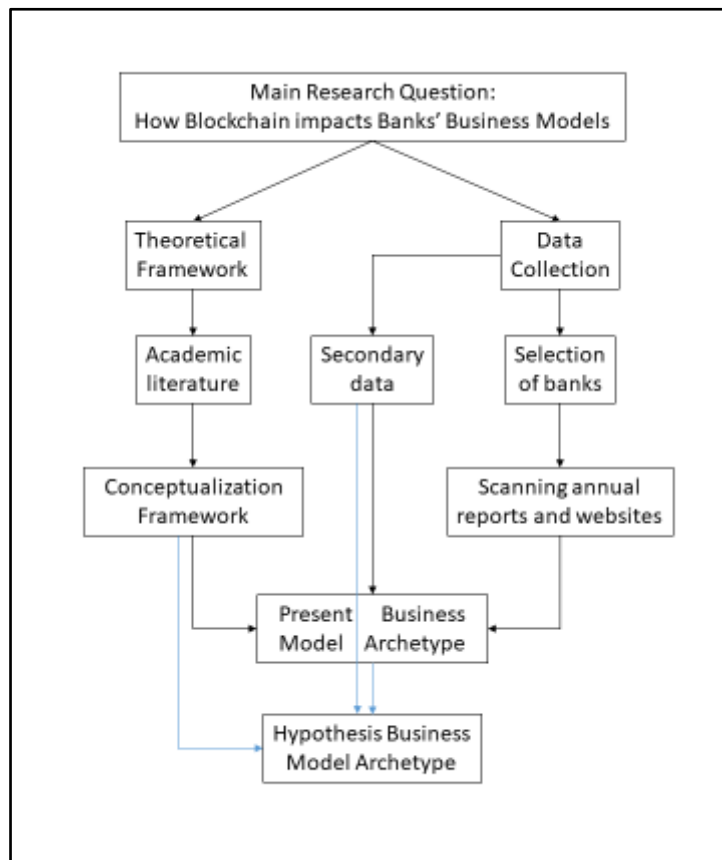 Main Research Question:
How Blockchain impacts Banks’ Business Models
Theoretical
Framework
Data
Collection
Academic
literature
Secondary
data
Selection
of banks
Conceptualization
Framework
Scanning annual
reports and websites
Present Business
Model Archetype
Hypothesis Business
Model Archetype